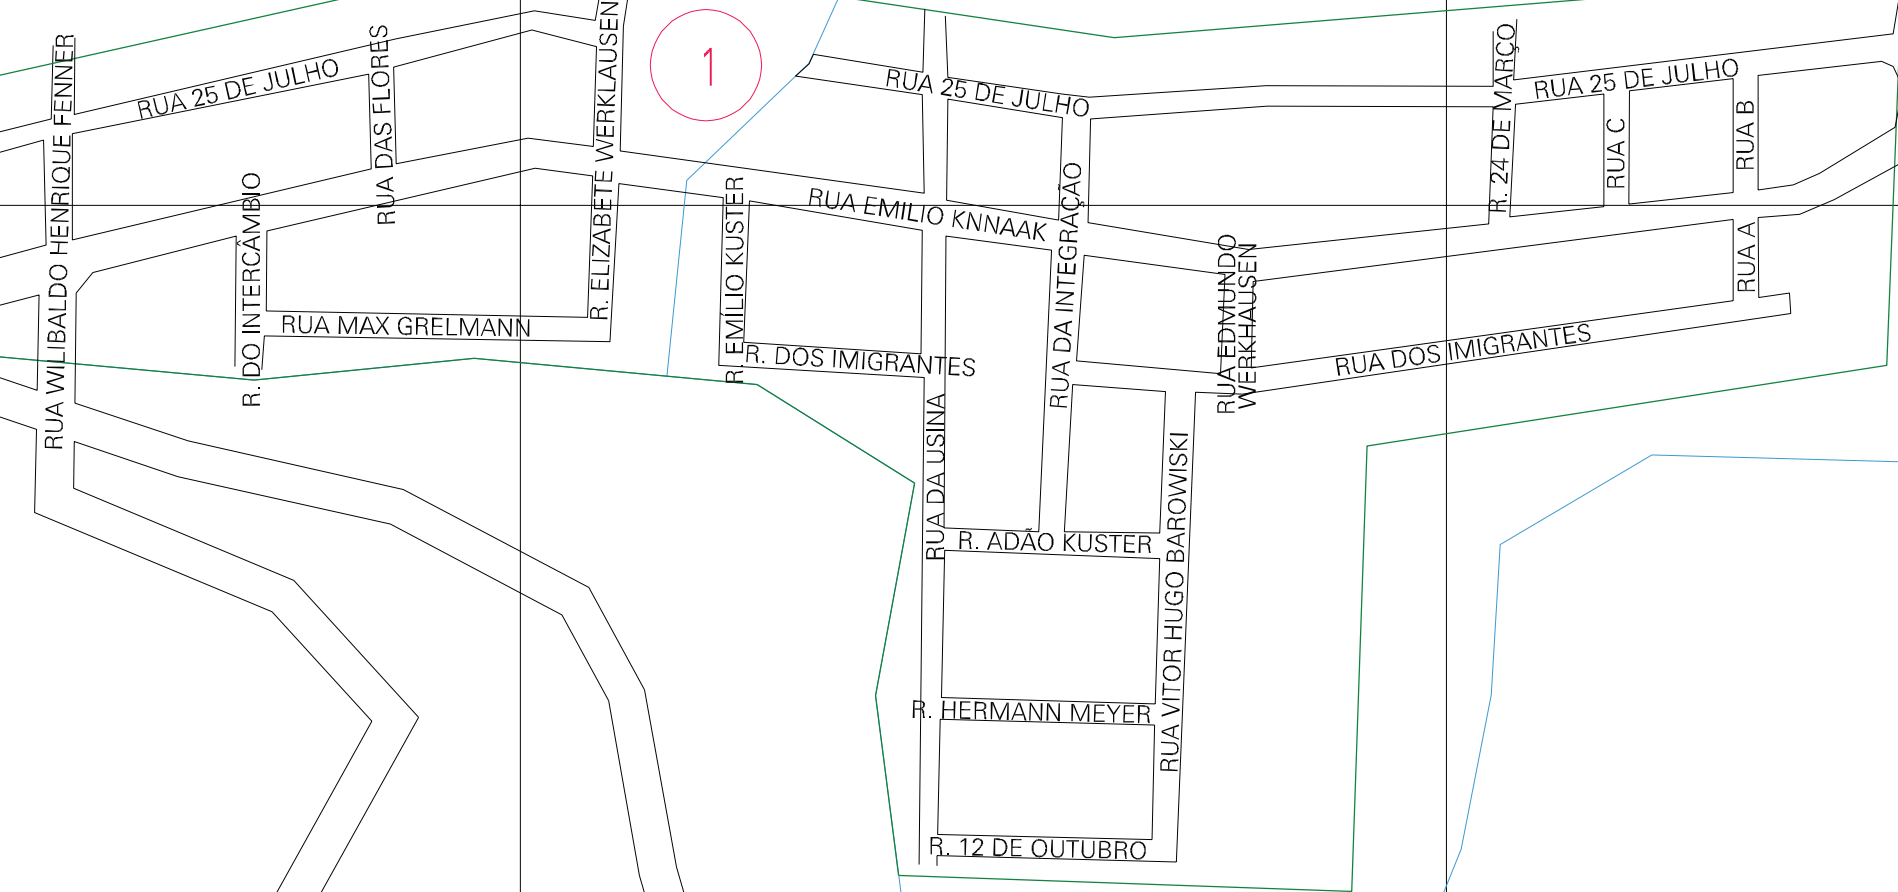 RUA WILIBALDO HENRIQUE FENNER
RUA 25 DE JULHO
RUA DAS FLORES
R. DO INTERCÂMBIO
RUA MAX GRELMANN
R. ELIZABETE WERKLAUSEN
1
R. EMÍLIO KUSTER
RUA 25 DE JULHO
RUA EMILIO KNNAAK
R. DOS IMIGRANTES
RUA DA USINA
RUA DA INTEGRAÇÃO
R. ADÃO KUSTER
R. HERMANN MEYER
R. 12 DE OUTUBRO
RUA VITOR HUGO BAROWISKI
RUA EDMUNDO
WERKHAUSEN
RUA DOS IMIGRANTES
R. 24 DE MARÇO
RUA 25 DE JULHO
RUA C
RUA B
RUA A